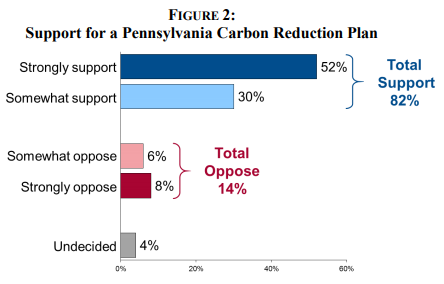 FIGURE 2:
Support for a Pennsylvania Carbon Reduction Plan
Strongly support 52%
Somewhat support 30%
Total
Support
82%
Somewhat oppose 6%
Strongly oppose 8%
Total
Oppose
14%
Undecided 4%
0% 20% 40% 60%